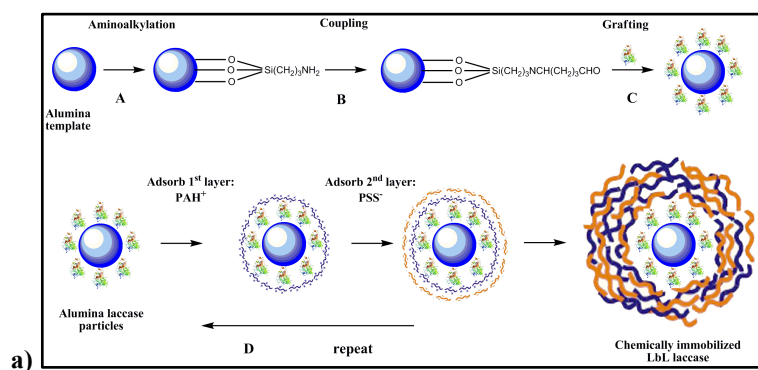 Aminoalkylation Coupling Grafting
O
O
O
Si(CH₂)₃NH₂
O
O
O
Si(CH₂)₃NCH(CH₂)₃CHO
A B C
Alumina
template
Adsorb 1st layer:
PAH⁺
Adsorb 2nd layer:
PSS⁻
Alumina laccase
particles
D repeat
Chemically immobilized
LbL laccase
a)